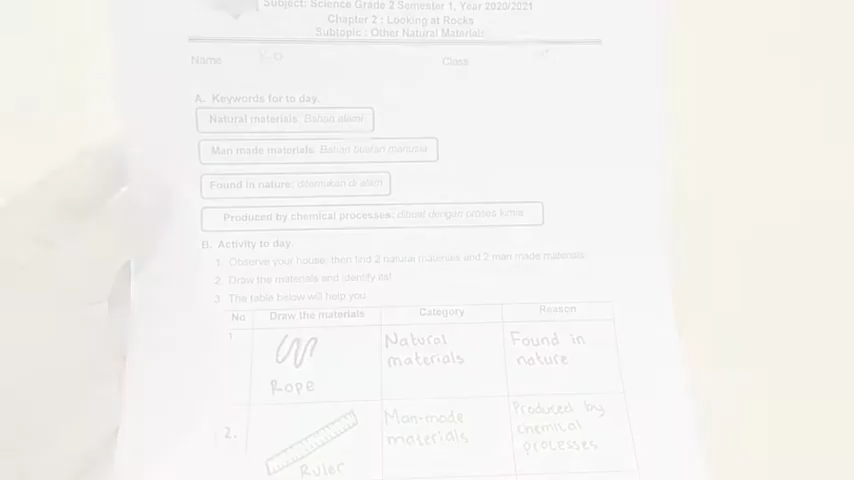 Subject: Science Grade 2 Semester 1, Year 2020/2021
Chapter 2 : Looking at Rocks
Subtopic : Other Natural Materials
Name
Class
A. Keywords for to day.
Natural materials: Bahan alami
Man made materials: Bahan buatan manusia
Found in nature: ditemukan di alam
Produced by chemical processes: dibuat dengan proses kimia
B. Activity to day.
1. Observe your house, then find 2 natural materials and 2 man made materials.
2. Draw the materials and identify its!
3. The table below will help you
No Draw the materials Category Reason
1 Rope Natural materials Found in nature
2. Ruler Man-made materials Produced by chemical processes